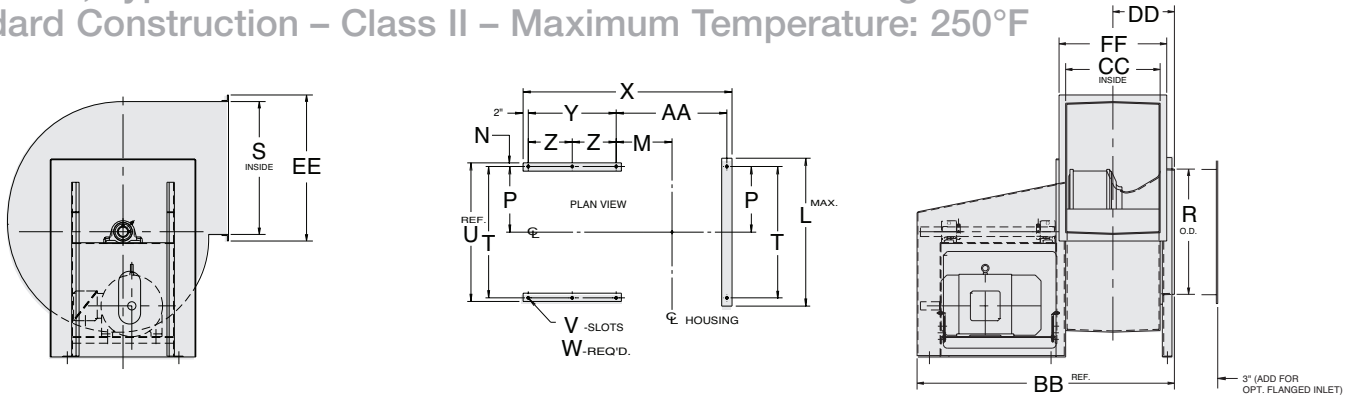 dard Construction – Class II – Maximum Temperature: 250°F
S
INSIDE
EE
X
2"
Y
AA
N
Z
Z
M
P
PLAN VIEW
P
REF.
U
T
℄
T
L
MAX.
V -SLOTS
W-REQ'D.
℄ HOUSING
DD
FF
CC
INSIDE
R
O.D.
BB
REF.
3" (ADD FOR
OPT. FLANGED INLET)